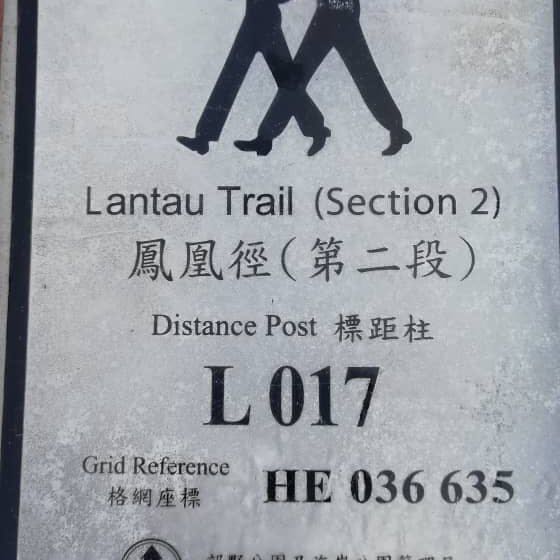 Lantau Trail (Section 2)
鳳凰徑(第二段)
Distance Post 標距柱
L 017
Grid Reference
格網座標
HE 036 635